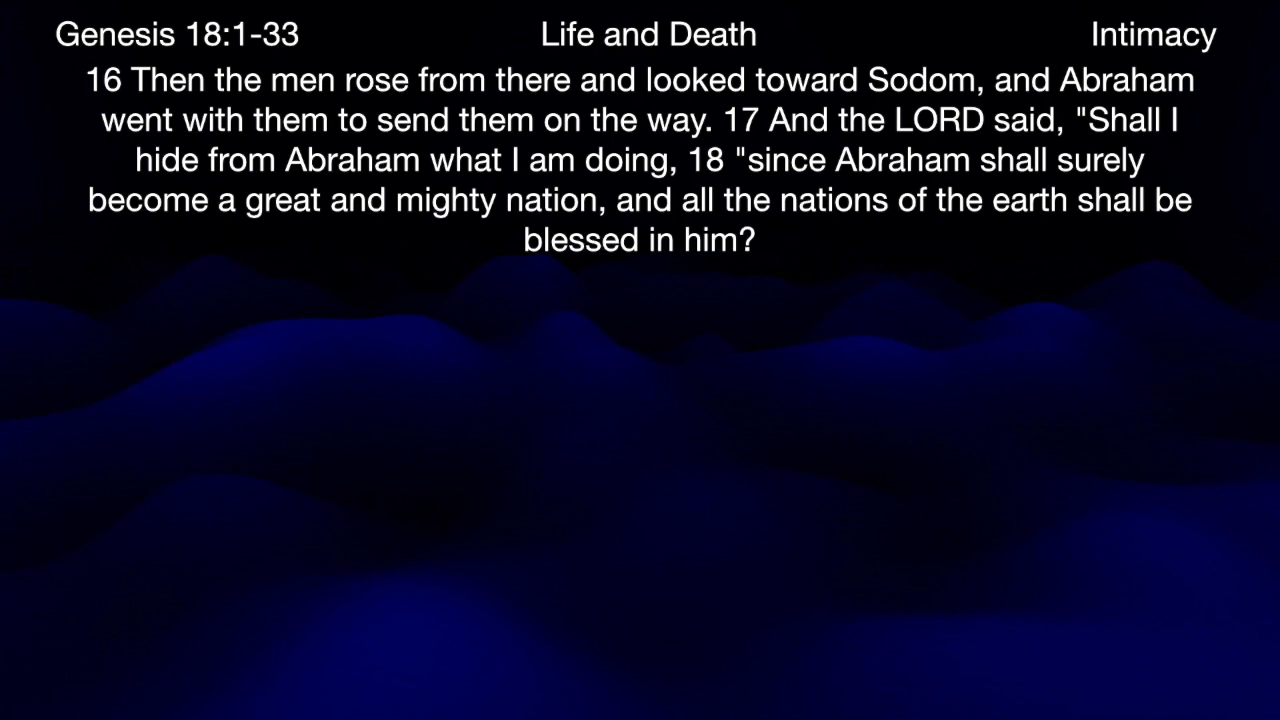 Genesis 18:1-33 Life and Death Intimacy
16 Then the men rose from there and looked toward Sodom, and Abraham
went with them to send them on the way. 17 And the LORD said, "Shall I
hide from Abraham what I am doing, 18 "since Abraham shall surely
become a great and mighty nation, and all the nations of the earth shall be
blessed in him?